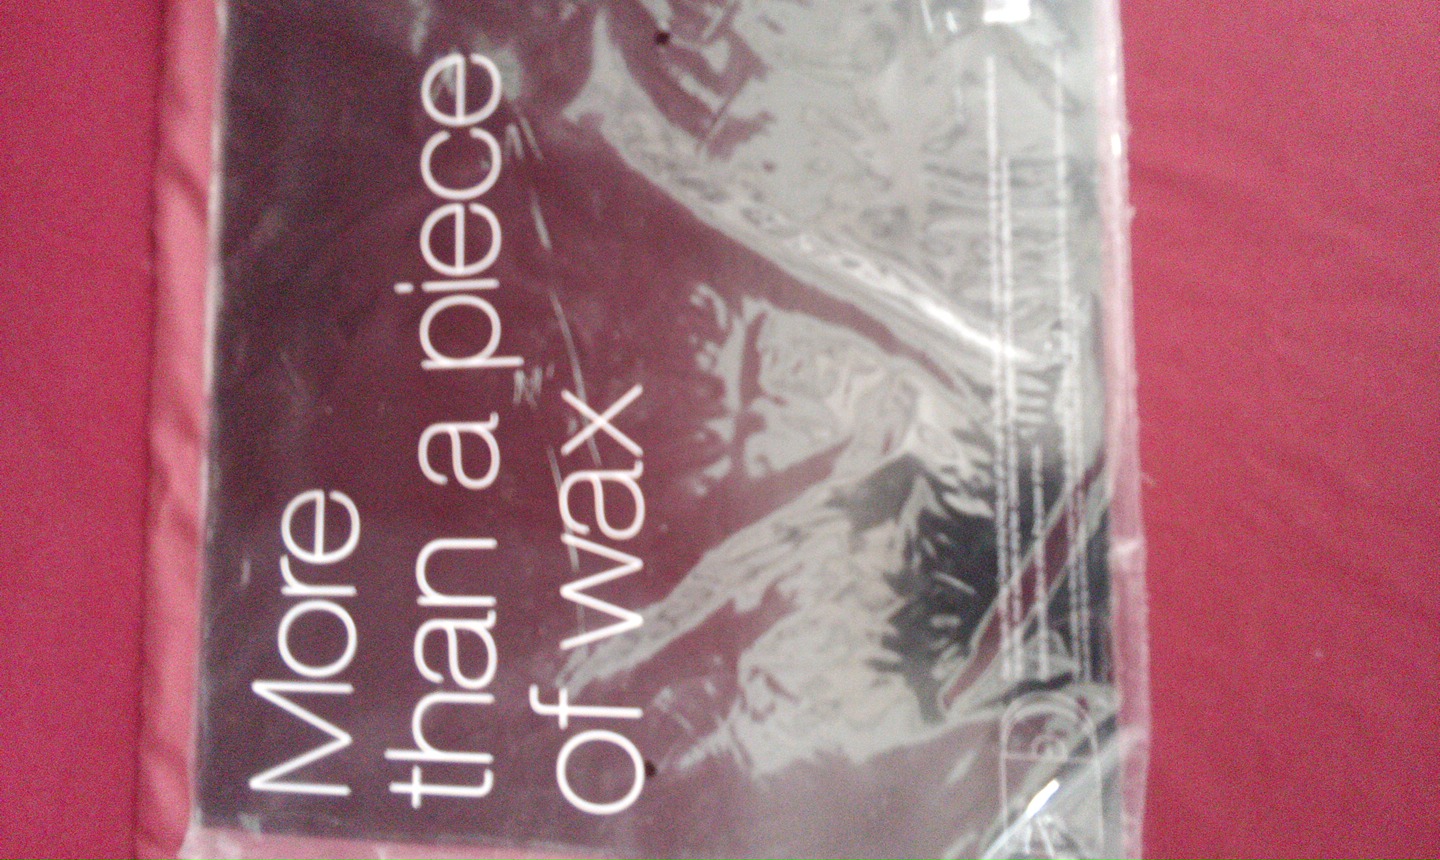 More
than a piece
of wax